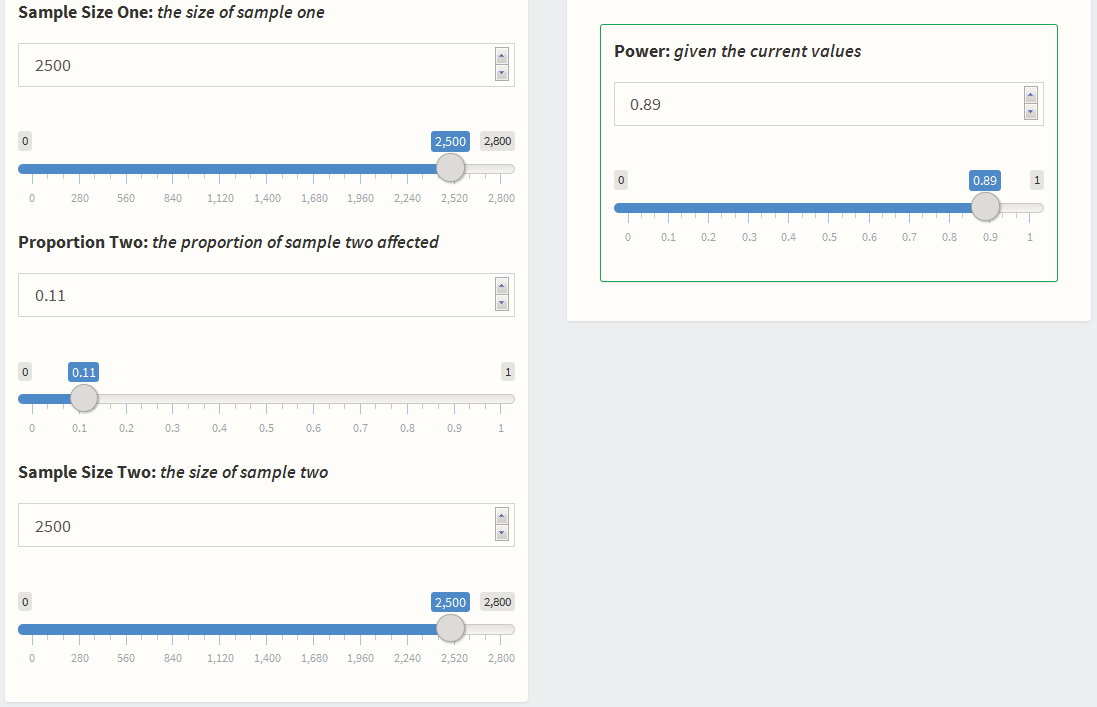 Sample Size One: the size of sample one
2500
0 2,500 2,800
0 280 560 840 1,120 1,400 1,680 1,960 2,240 2,520 2,800
Proportion Two: the proportion of sample two affected
0.11
0 0.11 1
0 0.1 0.2 0.3 0.4 0.5 0.6 0.7 0.8 0.9 1
Sample Size Two: the size of sample two
2500
0 2,500 2,800
0 280 560 840 1,120 1,400 1,680 1,960 2,240 2,520 2,800
Power: given the current values
0.89
0 0.89 1
0 0.1 0.2 0.3 0.4 0.5 0.6 0.7 0.8 0.9 1